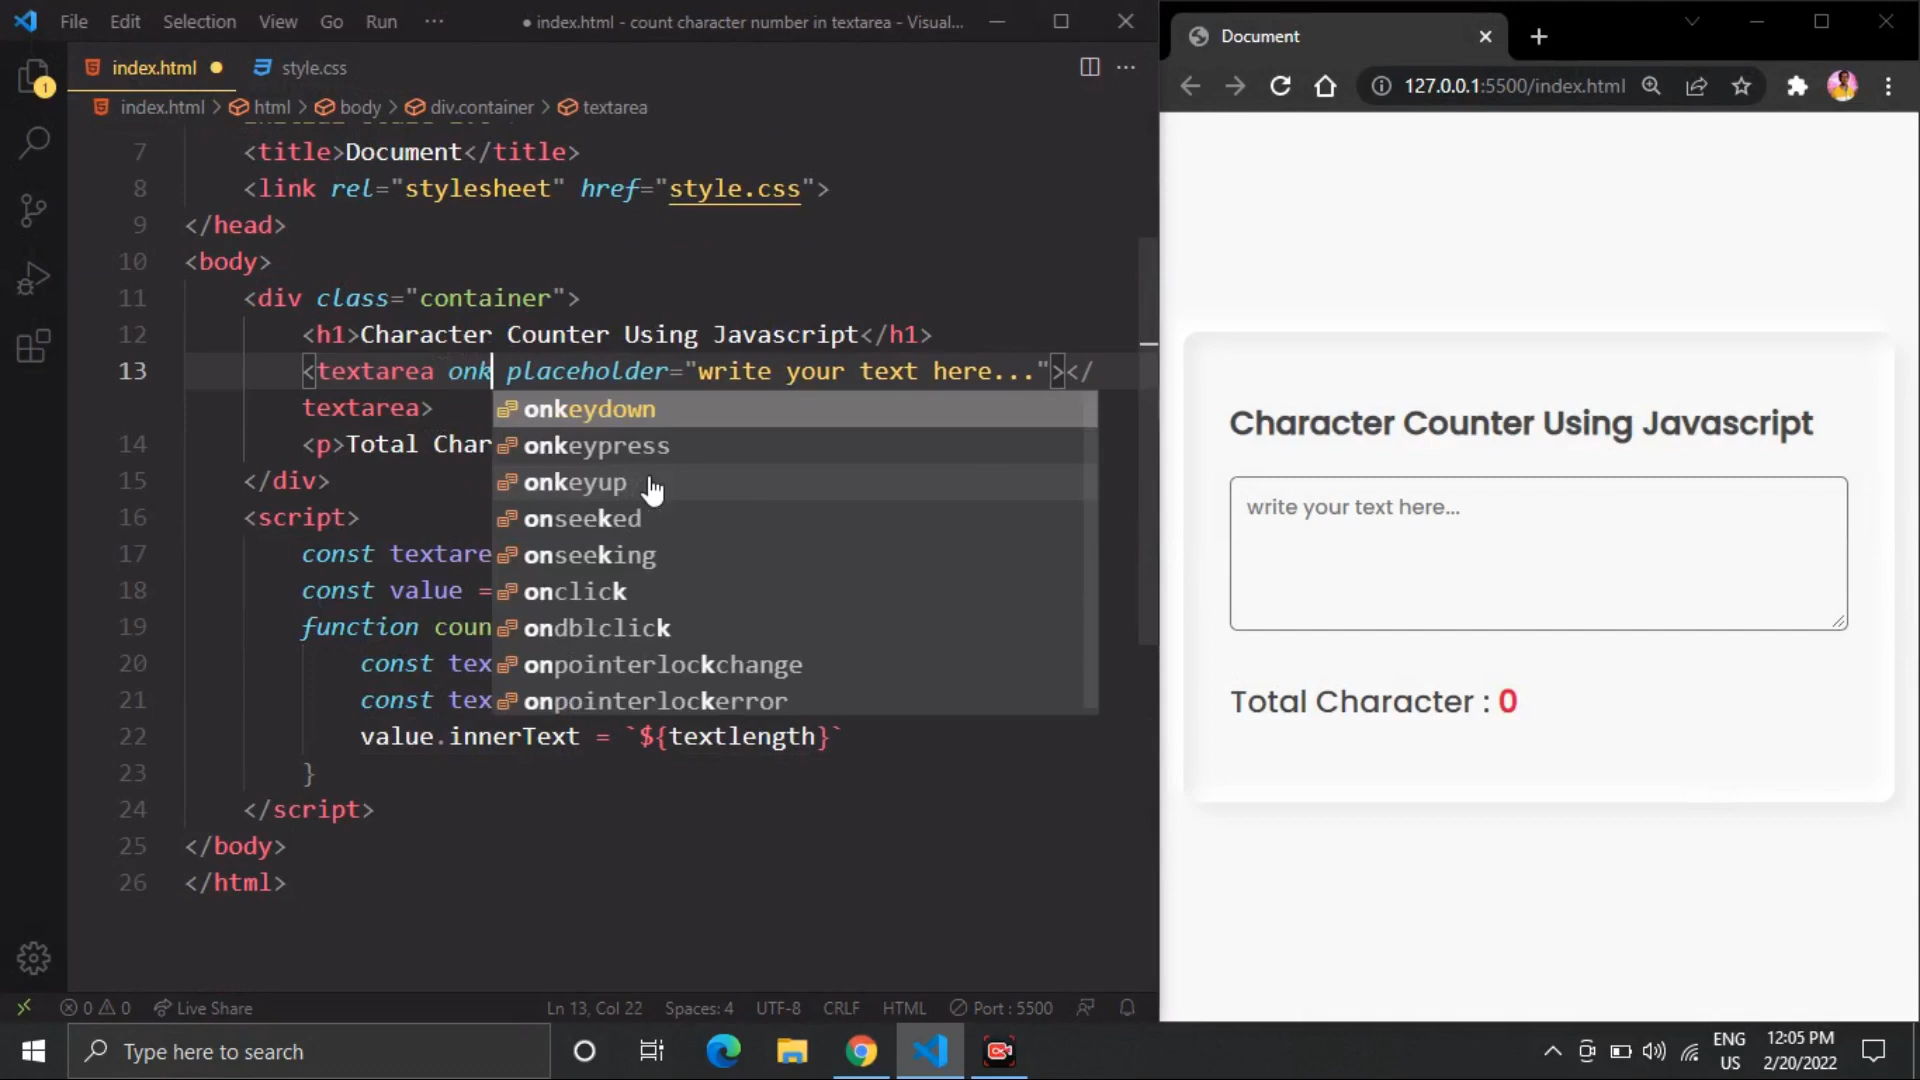 File Edit Selection View Go Run ··· ● index.html - count character number in textarea - Visual...
index.html ● style.css
index.html > html > body > div.container > textarea
7 <title>Document</title>
8 <link rel="stylesheet" href="style.css">
9 </head>
10 <body>
11 <div class="container">
12 <h1>Character Counter Using Javascript</h1>
13 <textarea onk placeholder="write your text here..."></
textarea>
14 <p>Total Char
15 </div>
16 <script>
17 const textare
18 const value =
19 function coun
20 const tex
21 const tex
22 value.innerText = `${textlength}`
23 }
24 </script>
25 </body>
26 </html>
onkeydown
onkeypress
onkeyup
onseeked
onseeking
onclick
ondblclick
onpointerlockchange
onpointerlockerror
1
0 0 Live Share Ln 13, Col 22 Spaces: 4 UTF-8 CRLF HTML Port : 5500
Document
127.0.0.1:5500/index.html
Character Counter Using Javascript
write your text here...
Total Character : 0
Type here to search
ENG
US
12:05 PM
2/20/2022